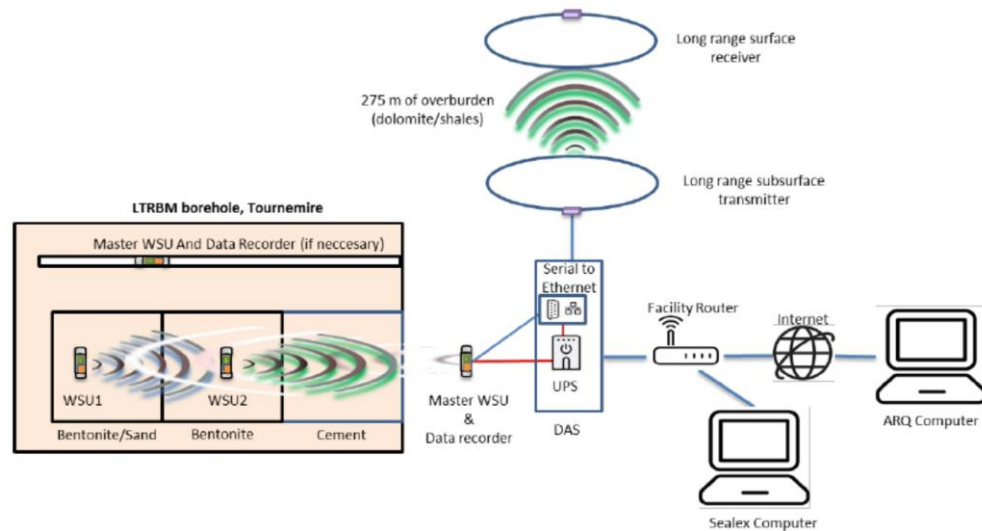 Long range surface
receiver
275 m of overburden
(dolomite/shales)
Long range subsurface
transmitter
LTRBM borehole, Tournemire
Master WSU And Data Recorder (if neccesary)
Serial to
Ethernet
Facility Router
Internet
WSU1
WSU2
UPS
Master WSU
&
Data recorder
Bentonite/Sand
Bentonite
Cement
DAS
ARQ Computer
Sealex Computer